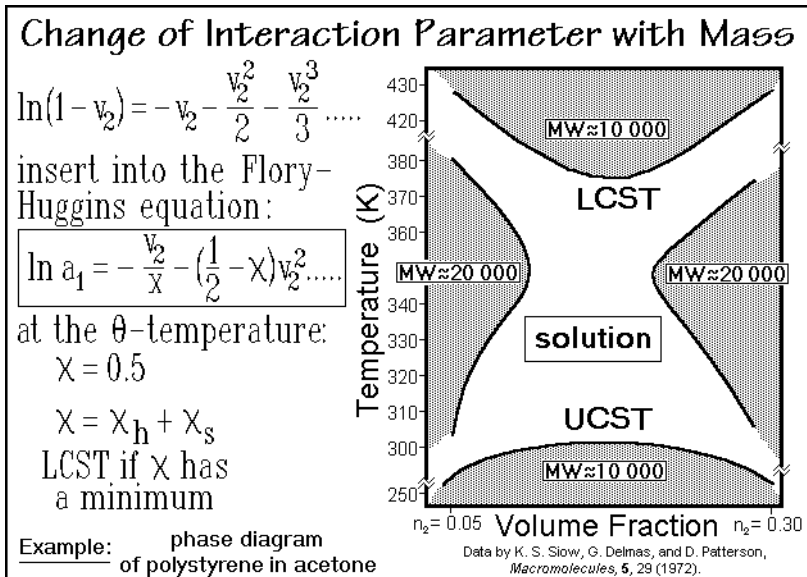 Change of Interaction Parameter with Mass
ln(1 − v₂) = −v₂ − v₂²/2 − v₂³/3 .....
insert into the Flory-
Huggins equation:
ln a₁ = − v₂/x − (1/2 − χ)v₂².....
at the θ-temperature:
χ = 0.5
χ = χh + χs
LCST if χ has
a minimum
Example: phase diagram
of polystyrene in acetone
Temperature (K)
430
420
380
370
360
350
340
330
320
310
300
250
MW≈10 000
LCST
MW≈20 000
MW≈20 000
solution
UCST
MW≈10 000
n₂= 0.05 Volume Fraction n₂= 0.30
Data by K. S. Siow, G. Delmas, and D. Patterson,
Macromolecules, 5, 29 (1972).